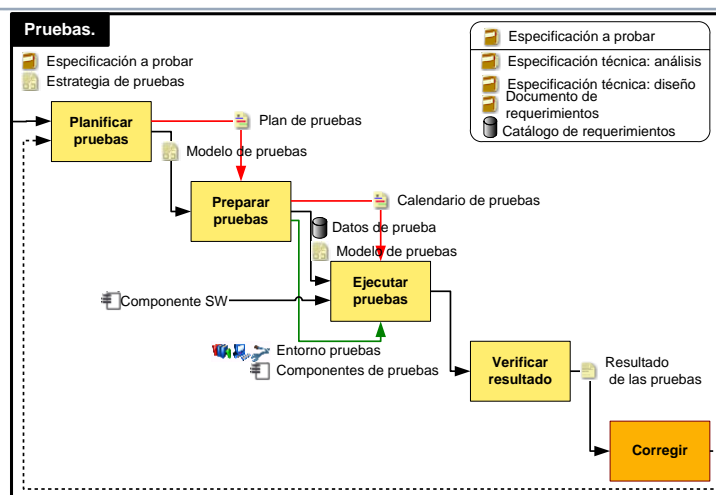 Pruebas.
Especificación a probar
Estrategia de pruebas
Especificación a probar
Especificación técnica: análisis
Especificación técnica: diseño
Documento de
requerimientos
Catálogo de requerimientos
Planificar
pruebas
Plan de pruebas
Modelo de pruebas
Preparar
pruebas
Calendario de pruebas
Datos de prueba
Modelo de pruebas
Ejecutar
pruebas
Componente SW
Entorno pruebas
Componentes de pruebas
Verificar
resultado
Resultado
de las pruebas
Corregir